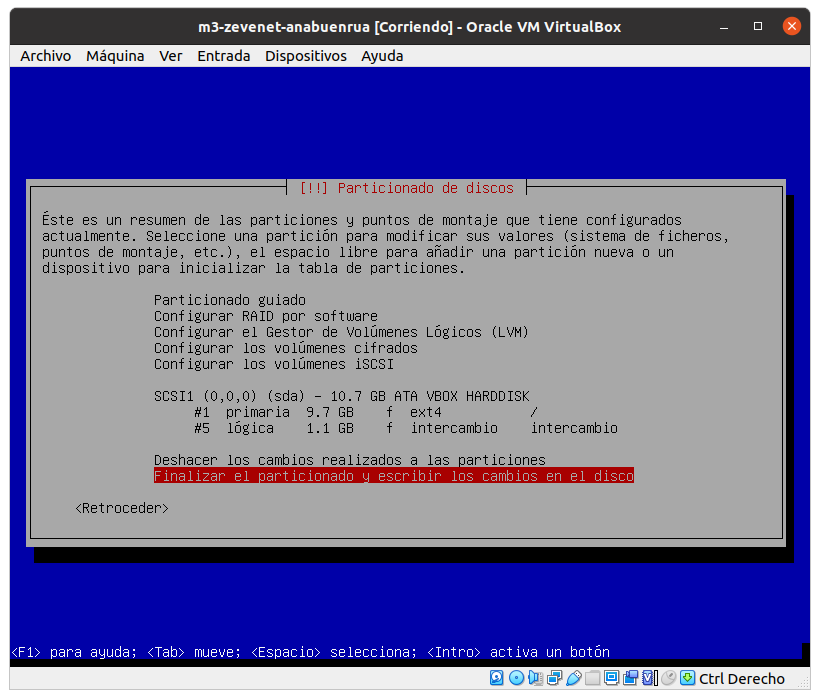 m3-zevenet-anabuenrua [Corriendo] - Oracle VM VirtualBox
Archivo Máquina Ver Entrada Dispositivos Ayuda
[!!] Particionado de discos
Éste es un resumen de las particiones y puntos de montaje que tiene configurados
actualmente. Seleccione una partición para modificar sus valores (sistema de ficheros,
puntos de montaje, etc.), el espacio libre para añadir una partición nueva o un
dispositivo para inicializar la tabla de particiones.
Particionado guiado
Configurar RAID por software
Configurar el Gestor de Volúmenes Lógicos (LVM)
Configurar los volúmenes cifrados
Configurar los volúmenes iSCSI
SCSI1 (0,0,0) (sda) - 10.7 GB ATA VBOX HARDDISK
#1 primaria 9.7 GB f ext4 /
#5 lógica 1.1 GB f intercambio intercambio
Deshacer los cambios realizados a las particiones
Finalizar el particionado y escribir los cambios en el disco
<Retroceder>
<F1> para ayuda; <Tab> mueve; <Espacio> selecciona; <Intro> activa un botón
Ctrl Derecho